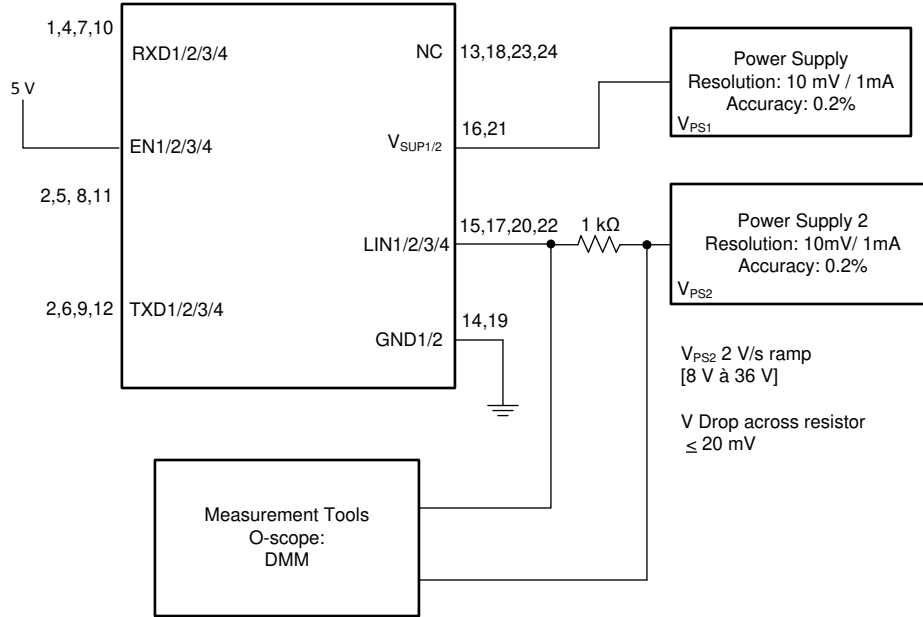 1,4,7,10
RXD1/2/3/4
NC
13,18,23,24
5 V
EN1/2/3/4
16,21
VSUP1/2
2,5, 8,11
15,17,20,22
LIN1/2/3/4
1 kΩ
2,6,9,12
TXD1/2/3/4
14,19
GND1/2
Power Supply
Resolution: 10 mV / 1mA
Accuracy: 0.2%
VPS1
Power Supply 2
Resolution: 10mV/ 1mA
Accuracy: 0.2%
VPS2
VPS2 2 V/s ramp
[8 V à 36 V]
V Drop across resistor
≤ 20 mV
Measurement Tools
O-scope:
DMM